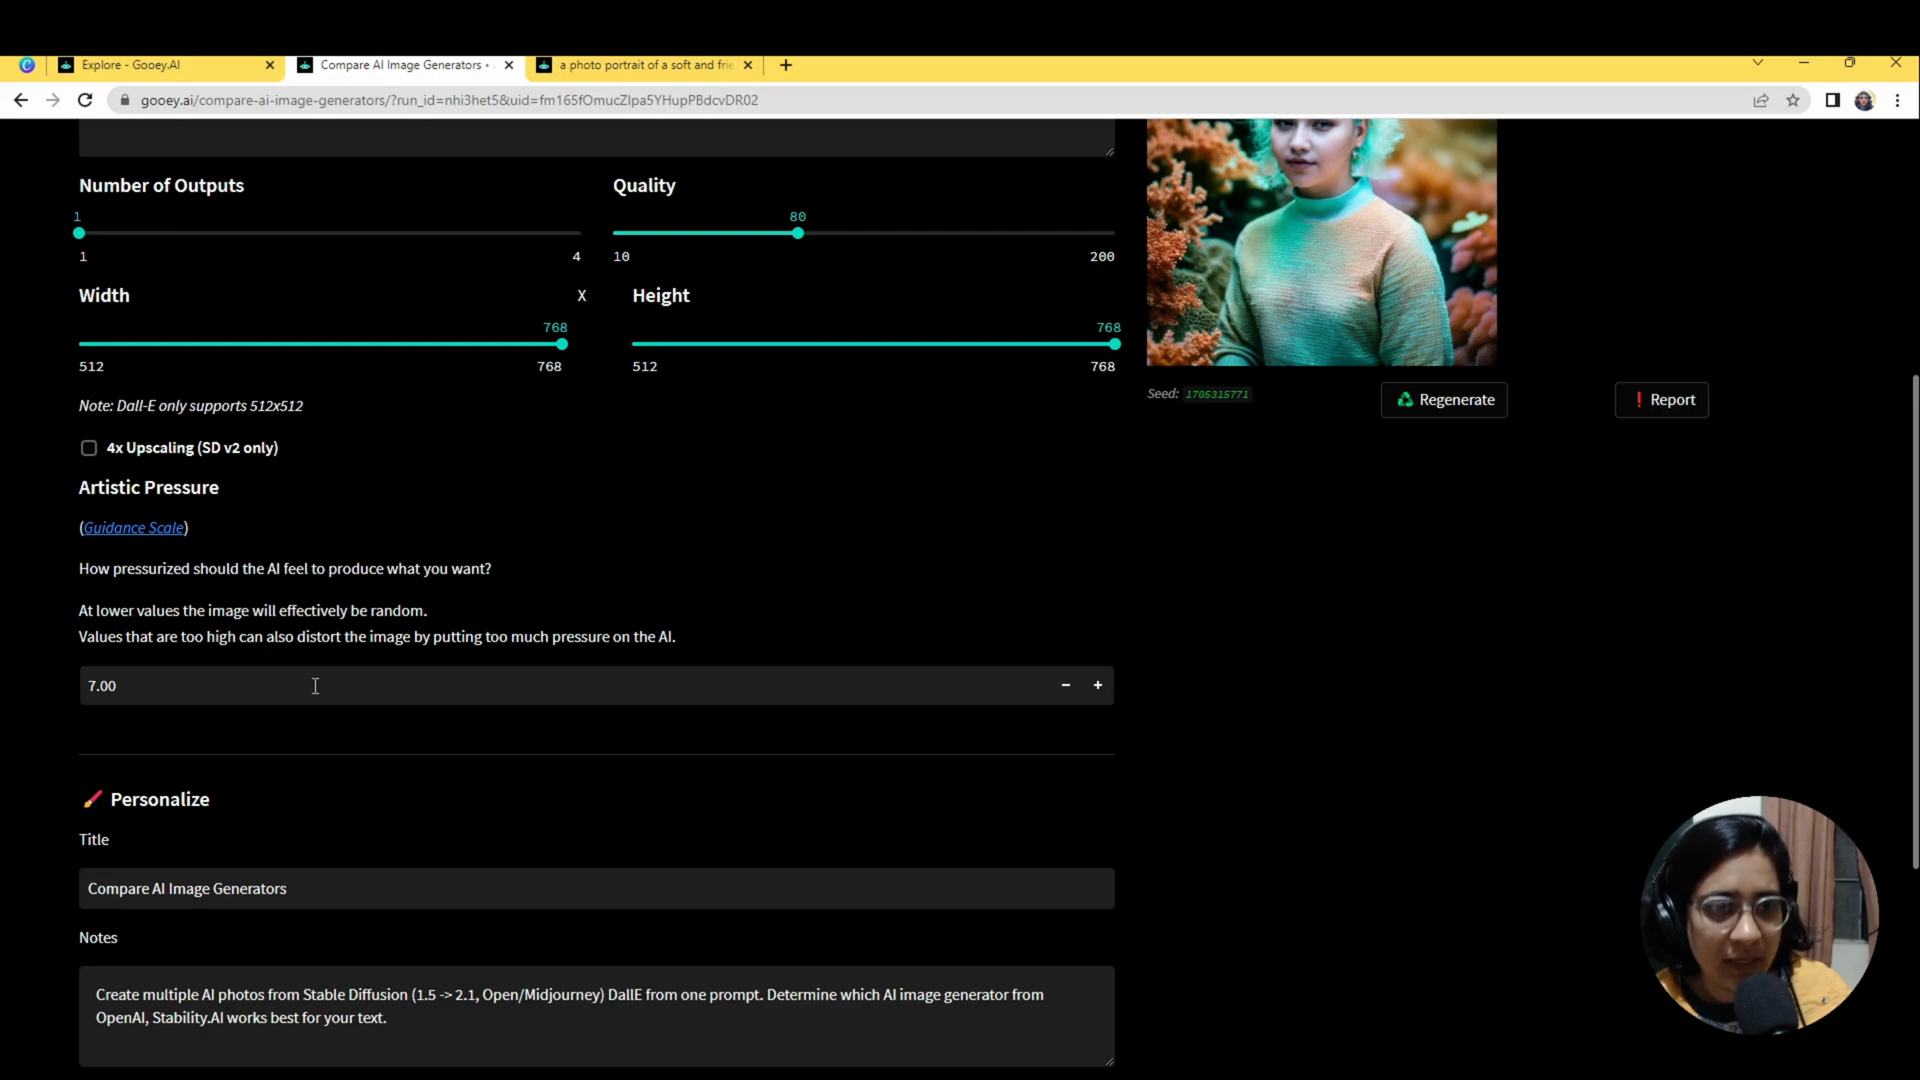 Explore - Gooey.AI
Compare AI Image Generators •
a photo portrait of a soft and frie
gooey.ai/compare-ai-image-generators/?run_id=nhi3het5&uid=fm165fOmucZIpa5YHupPBdcvDR02
Number of Outputs
1
1 4
Quality
80
10 200
Width X Height
768 768
512 768 512 768
Note: Dall-E only supports 512x512
4x Upscaling (SD v2 only)
Artistic Pressure
(Guidance Scale)
How pressurized should the AI feel to produce what you want?
At lower values the image will effectively be random.
Values that are too high can also distort the image by putting too much pressure on the AI.
7.00 − +
Personalize
Title
Compare AI Image Generators
Notes
Create multiple AI photos from Stable Diffusion (1.5 -> 2.1, Open/Midjourney) DallE from one prompt. Determine which AI image generator from
OpenAI, Stability.AI works best for your text.
Seed: 1705315771
Regenerate
Report